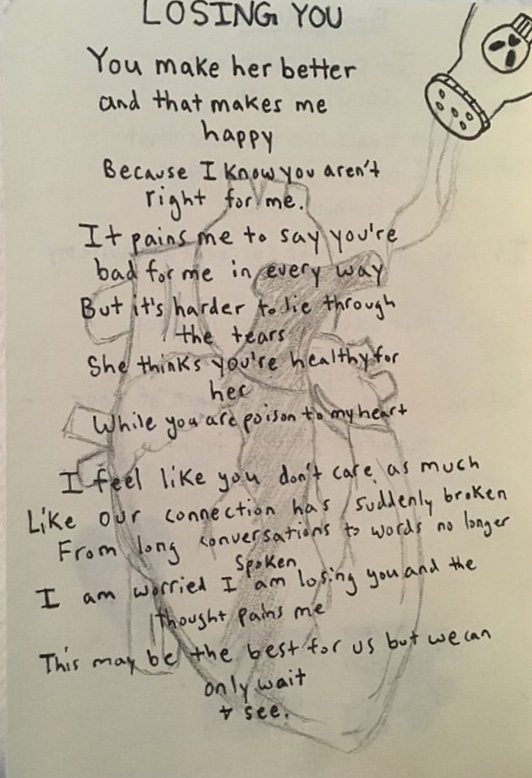 LOSING YOU
You make her better
and that makes me
happy
Because I know you aren't
right for me.
It pains me to say you're
bad for me in every way
But it's harder to lie through
the tears
She thinks you're healthy for
her
While you are poison to my heart
I feel like you don't care as much
Like our connection has suddenly broken
From long conversations to words no longer
spoken
I am worried I am losing you and the
thought pains me
This may be the best for us but we can
only wait
+ see.